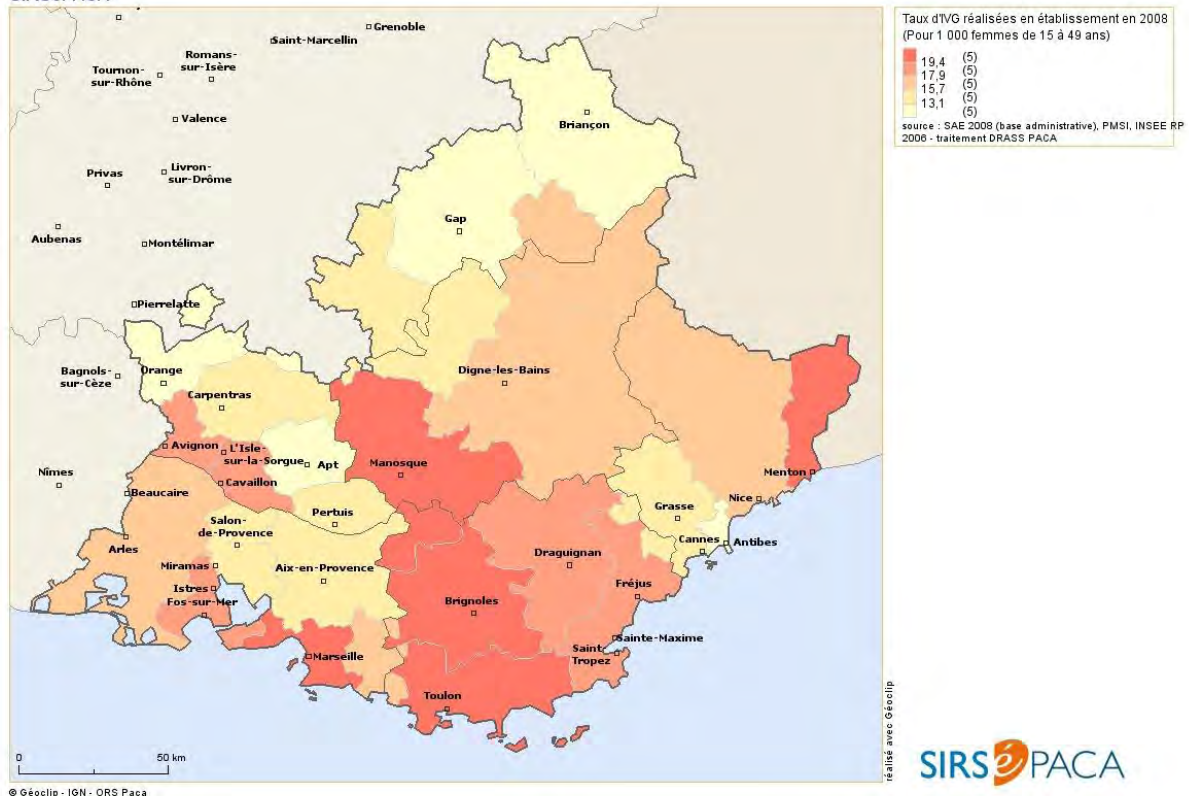 Grenoble
Saint-Marcellin
Romans-
sur-Isère
Tournon-
sur-Rhône
Valence
Briançon
Privas
Livron-
sur-Drôme
Gap
Aubenas
Montélimar
Pierrelatte
Bagnols-
sur-Cèze
Orange
Digne-les-Bains
Carpentras
Avignon
L'Isle-
sur-la-Sorgue
Apt
Manosque
Menton
Nîmes
Cavaillon
Beaucaire
Nice
Pertuis
Grasse
Salon-
de-Provence
Cannes
Antibes
Arles
Draguignan
Miramas
Aix-en-Provence
Istres
Fréjus
Fos-sur-Mer
Brignoles
Sainte-Maxime
Marseille
Saint-
Tropez
Toulon
0
50 km
© Géoclip - IGN - ORS Paca
réalisé avec Géoclip
Taux d'IVG réalisées en établissement en 2008
(Pour 1 000 femmes de 15 à 49 ans)
(5)
19,4
(5)
17,9
(5)
15,7
(5)
13,1
(5)
source : SAE 2008 (base administrative), PMSI, INSEE RP
2006 - traitement DRASS PACA
SIRSéPACA